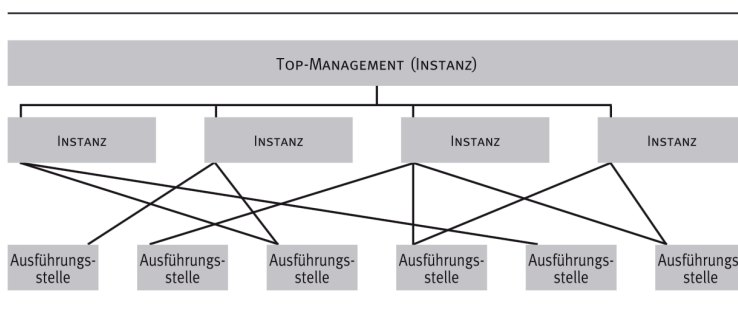 TOP-MANAGEMENT (INSTANZ)
INSTANZ
INSTANZ
INSTANZ
INSTANZ
Ausführungs-
stelle
Ausführungs-
stelle
Ausführungs-
stelle
Ausführungs-
stelle
Ausführungs-
stelle
Ausführungs
stelle